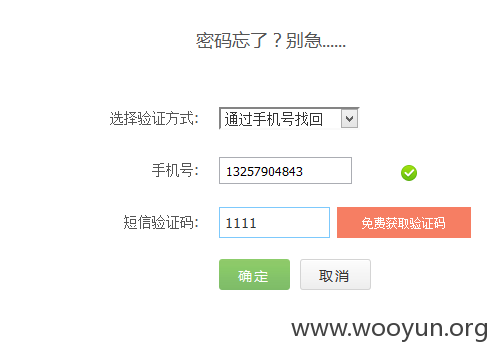 密码忘了？别急......
选择验证方式： 通过手机号找回
手机号： 13257904843
短信验证码： 1111 免费获取验证码
确定 取消
www.wooyun.org